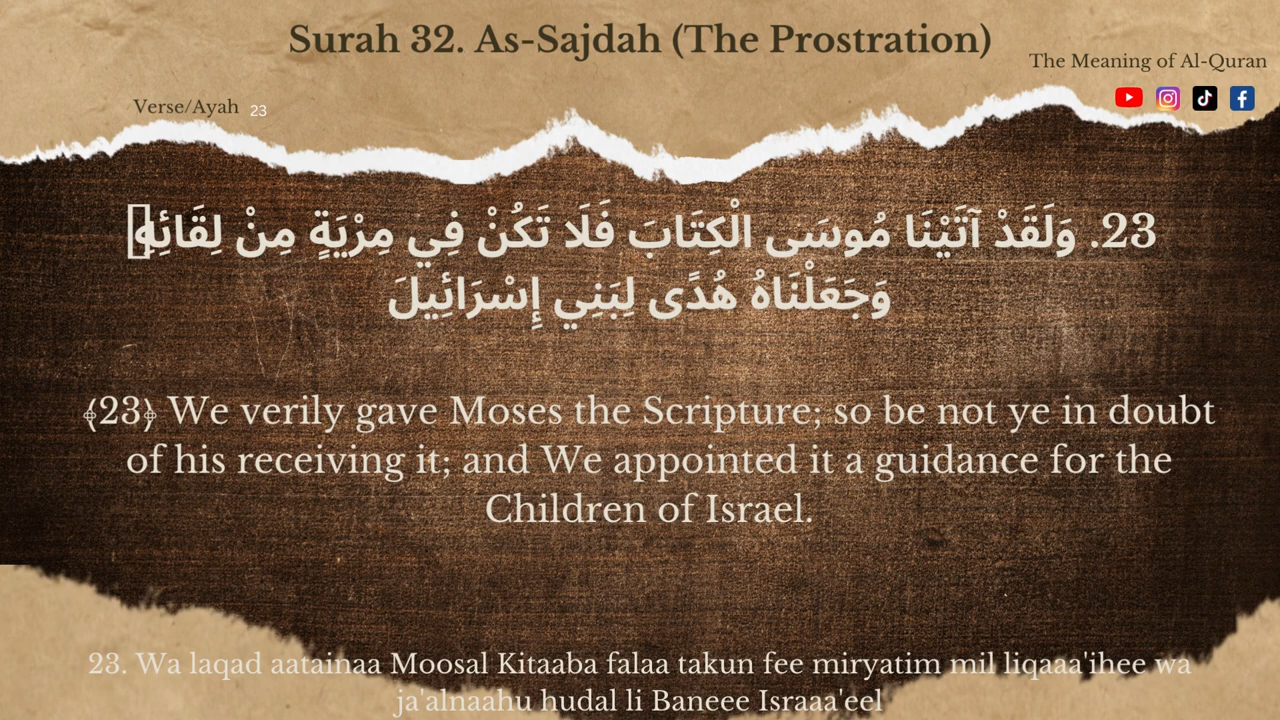 Surah 32. As-Sajdah (The Prostration)
The Meaning of Al-Quran
Verse/Ayah 23
23. وَلَقَدْ آتَيْنَا مُوسَى الْكِتَابَ فَلَا تَكُنْ فِي مِرْيَةٍ مِنْ لِقَائِهِ
وَجَعَلْنَاهُ هُدًى لِبَنِي إِسْرَائِيلَ
﴾23﴿ We verily gave Moses the Scripture; so be not ye in doubt
of his receiving it; and We appointed it a guidance for the
Children of Israel.
23. Wa laqad aatainaa Moosal Kitaaba falaa takun fee miryatim mil liqaaa'ihee wa
ja'alnaahu hudal li Baneee Israaa'eel